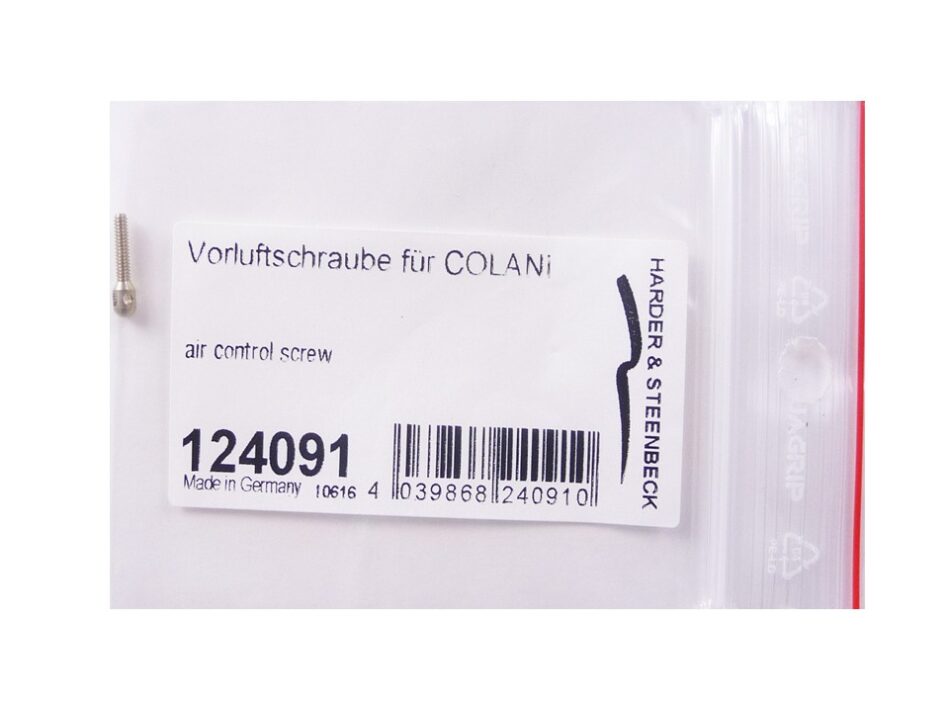 Vorluftschraube für COLANi
air control screw
124091
Made in Germany 10616 4 039868 240910
HARDER & STEENBECK